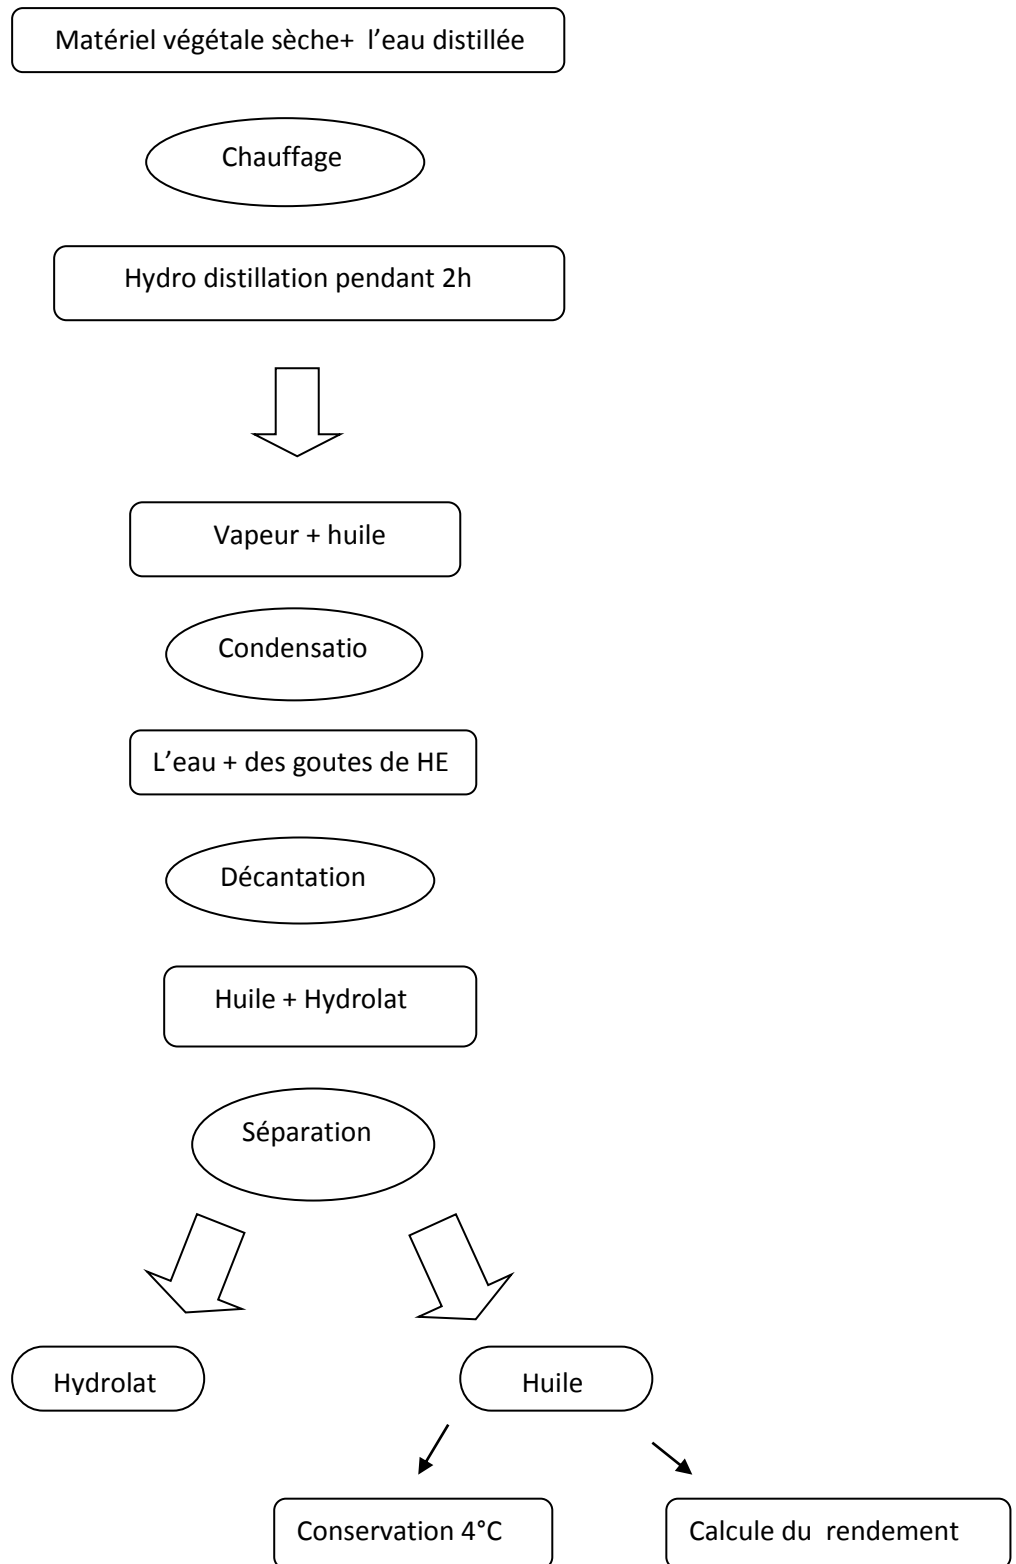 Matériel végétale sèche+ l’eau distillée
Chauffage
Hydro distillation pendant 2h
Vapeur + huile
Condensatio
L’eau + des goutes de HE
Décantation
Huile + Hydrolat
Séparation
Hydrolat
Huile
Conservation 4°C
Calcule du rendement